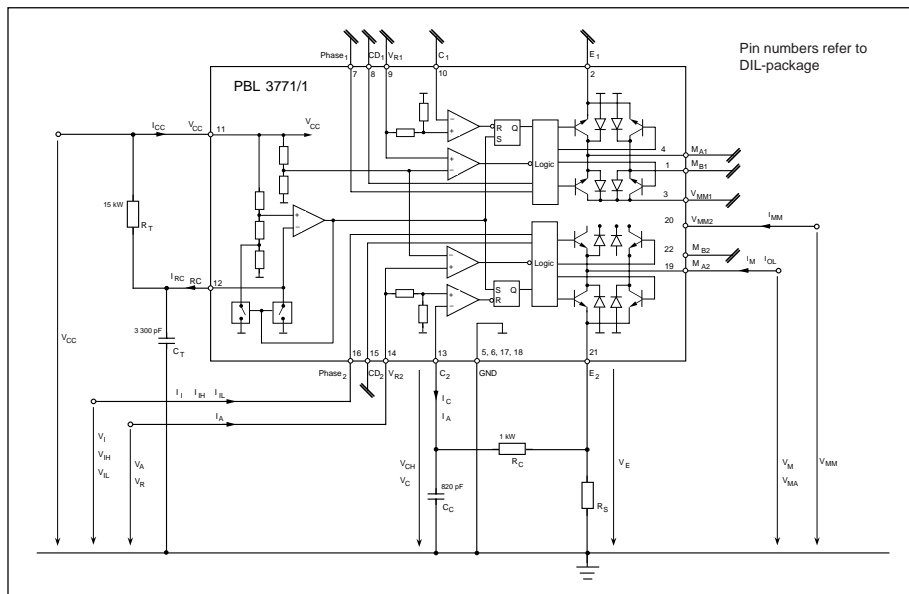 Phase1 CD1 VR1 C1 E1
7 8 9 10 2
Pin numbers refer to
DIL-package
PBL 3771/1
ICC VCC 11 VCC
R Q
S
Logic
4 MA1
1 MB1
3 VMM1
15 kW
RT
20 VMM2 IMM
22 MB2
IM IOL
19 MA2
Logic
S Q
R
IRC RC 12
3 300 pF
CT
VCC
16 15 14 13 5, 6, 17, 18 21
Phase2 CD2 VR2 C2 GND E2
II IIH IIL
IC
IA
IA
1 kW
RC
VI
VIH
VIL
VA
VR
VCH
VC
820 pF
CC
RS
VE
VM
VMA
VMM
+
−